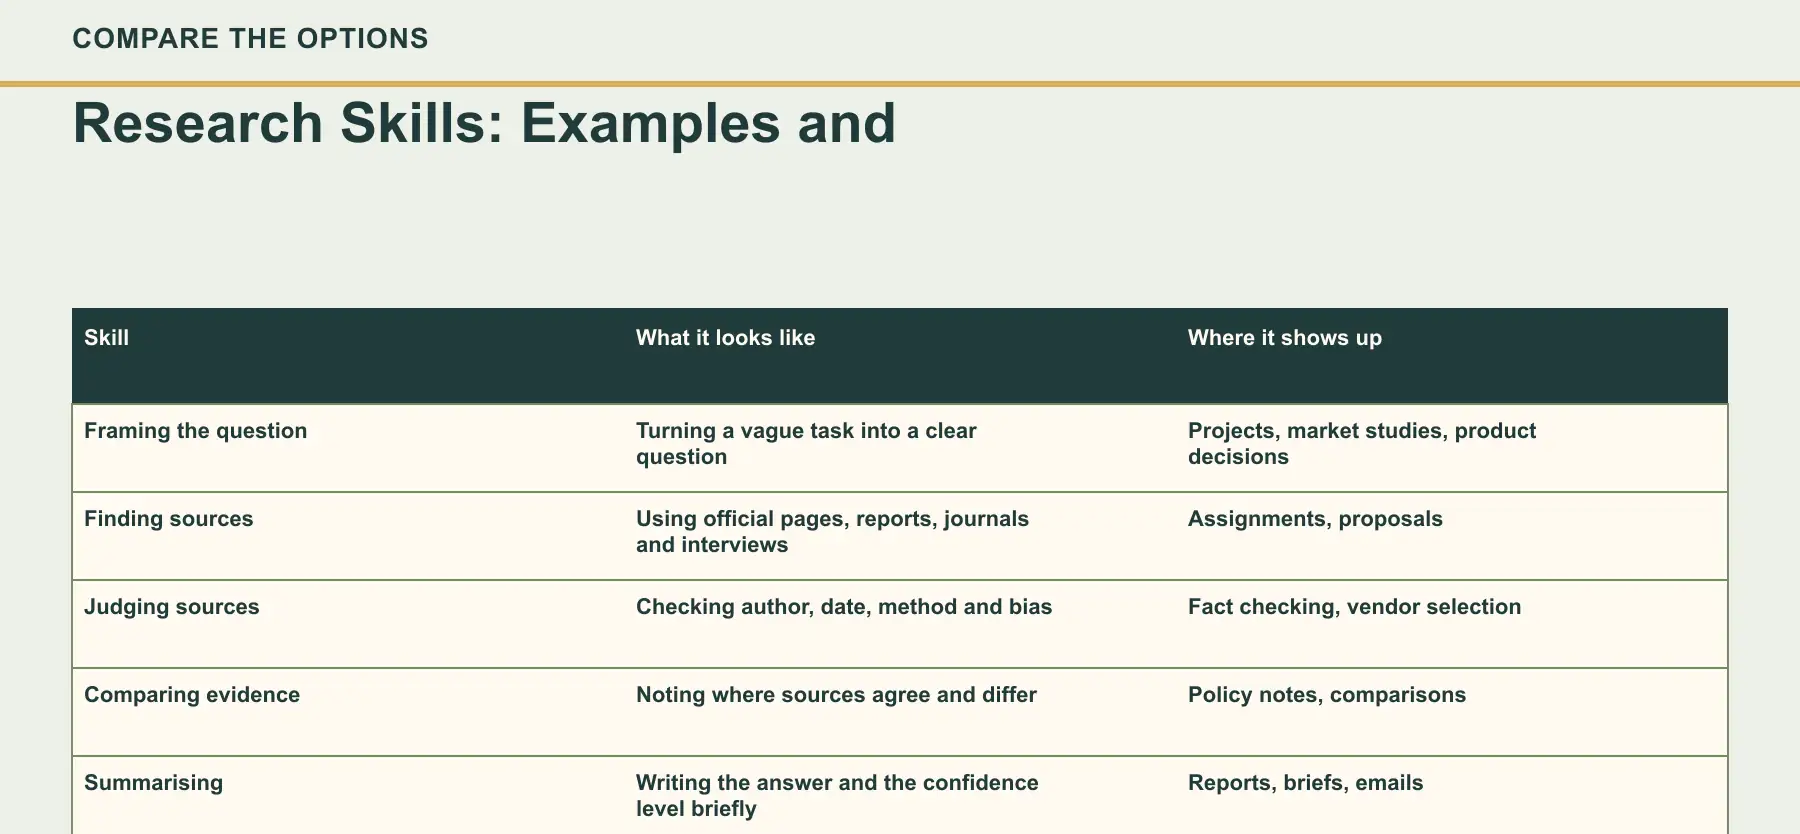 COMPARE THE OPTIONS
Research Skills: Examples and
Skill
What it looks like
Where it shows up
Framing the question
Turning a vague task into a clear
question
Projects, market studies, product
decisions
Finding sources
Using official pages, reports, journals
and interviews
Assignments, proposals
Judging sources
Checking author, date, method and bias
Fact checking, vendor selection
Comparing evidence
Noting where sources agree and differ
Policy notes, comparisons
Summarising
Writing the answer and the confidence
level briefly
Reports, briefs, emails